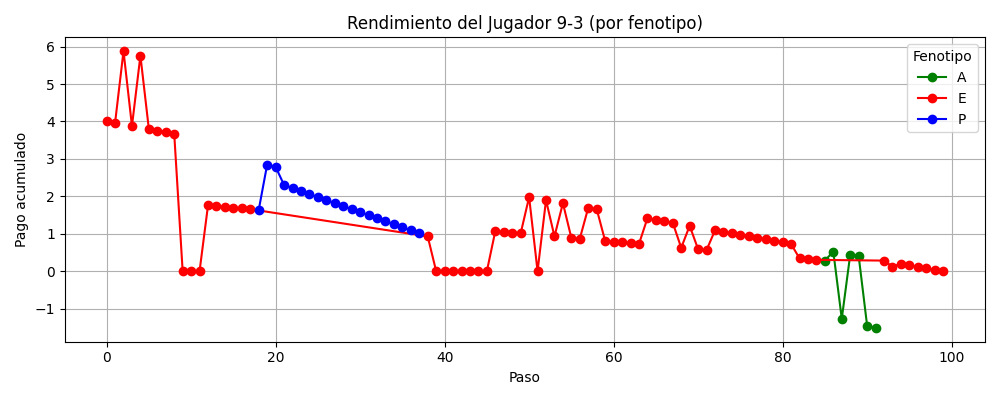 Rendimiento del Jugador 9-3 (por fenotipo)
Pago acumulado
6
5
4
3
2
1
0
−1
0 20 40 60 80 100
Paso
Fenotipo
A
E
P